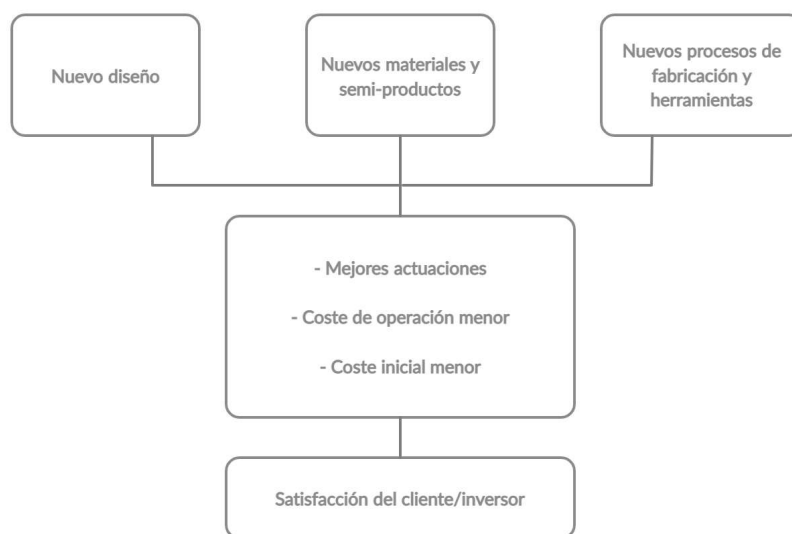 Nuevo diseño
Nuevos materiales y
semi-productos
Nuevos procesos de
fabricación y
herramientas
- Mejores actuaciones
- Coste de operación menor
- Coste inicial menor
Satisfacción del cliente/inversor